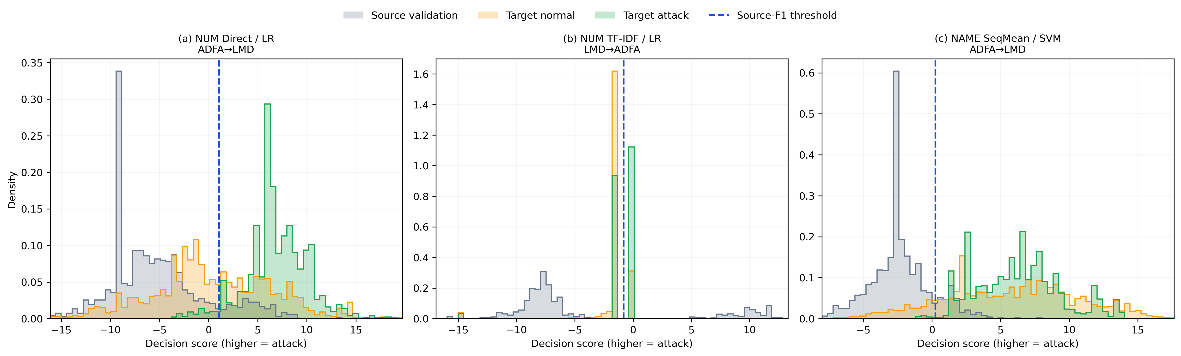 Source validation Target normal Target attack Source-F1 threshold
(a) NUM Direct / LR
ADFA→LMD
0.35
0.30
0.25
0.20
0.15
0.10
0.05
0.00
Density
−15 −10 −5 0 5 10 15
Decision score (higher = attack)
(b) NUM TF-IDF / LR
LMD→ADFA
1.6
1.4
1.2
1.0
0.8
0.6
0.4
0.2
0.0
−15 −10 −5 0 5 10
Decision score (higher = attack)
(c) NAME SeqMean / SVM
ADFA→LMD
0.6
0.5
0.4
0.3
0.2
0.1
0.0
−5 0 5 10 15
Decision score (higher = attack)